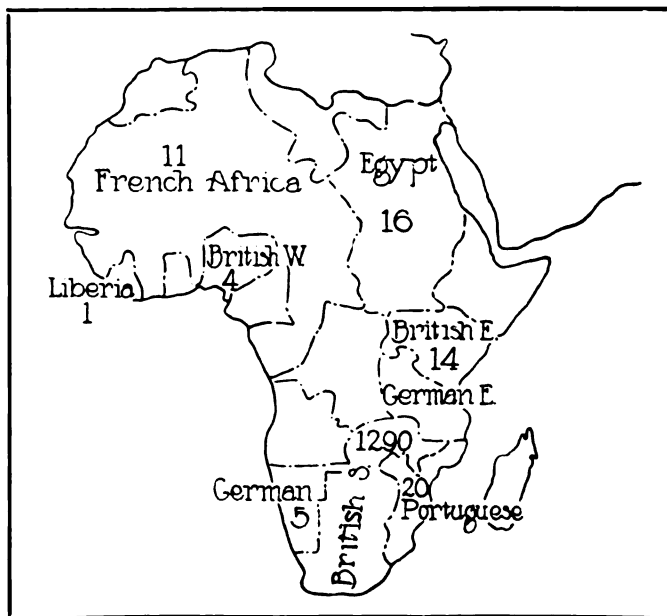 11
French Africa
Egypt
16
British W.
4
Liberia
1
British E.
14
German E.
1290
German
5
British S
20
Portuguese